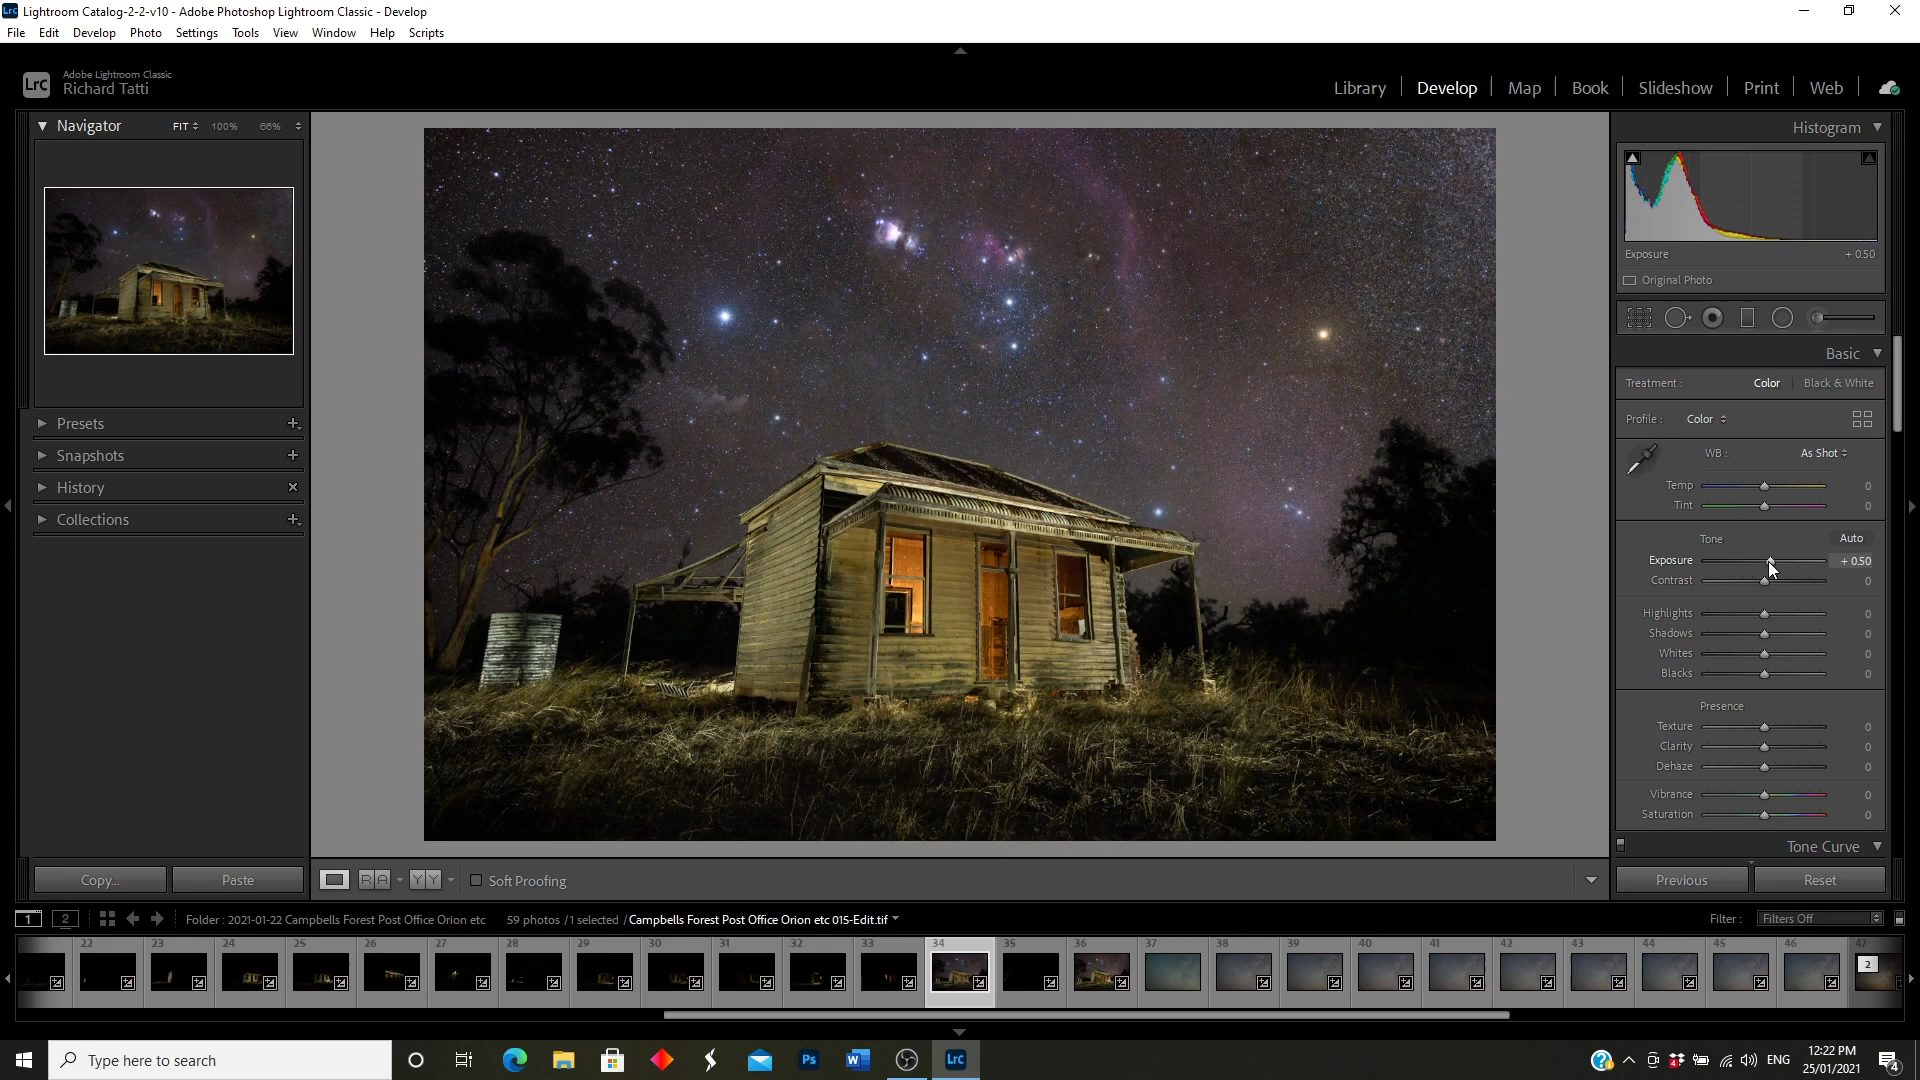 Lrc Lightroom Catalog-2-2-v10 - Adobe Photoshop Lightroom Classic - Develop
File Edit Develop Photo Settings Tools View Window Help Scripts
LrC Adobe Lightroom Classic
Richard Tatti
Library Develop Map Book Slideshow Print Web
Navigator FIT 100% 66%
Presets
Snapshots
History
Collections
Copy... Paste
Soft Proofing
Histogram
Exposure + 0.50
Original Photo
Basic
Treatment : Color Black & White
Profile : Color
WB : As Shot
Temp 0
Tint 0
Tone Auto
Exposure + 0.50
Contrast 0
Highlights 0
Shadows 0
Whites 0
Blacks 0
Presence
Texture 0
Clarity 0
Dehaze 0
Vibrance 0
Saturation 0
Tone Curve
Previous Reset
1 2 Folder : 2021-01-22 Campbells Forest Post Office Orion etc 59 photos / 1 selected / Campbells Forest Post Office Orion etc 015-Edit.tif Filter : Filters Off
22 23 24 25 26 27 28 29 30 31 32 33 34 35 36 37 38 39 40 41 42 43 44 45 46 47
2
Type here to search
Ps W LrC
ENG 12:22 PM
25/01/2021
4